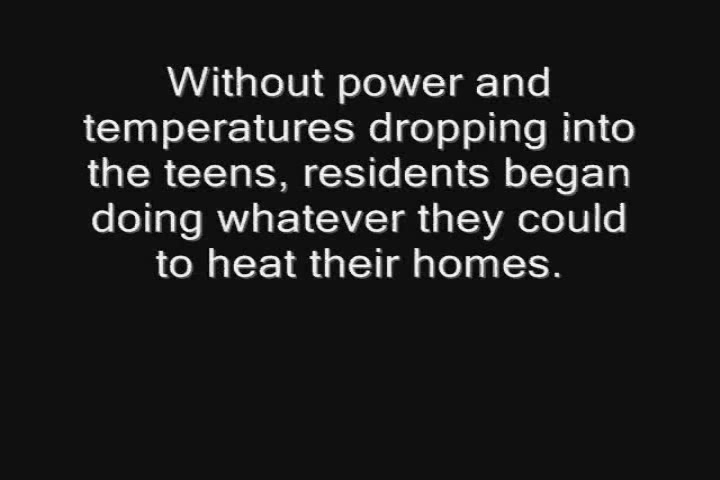 Without power and
temperatures dropping into
the teens, residents began
doing whatever they could
to heat their homes.